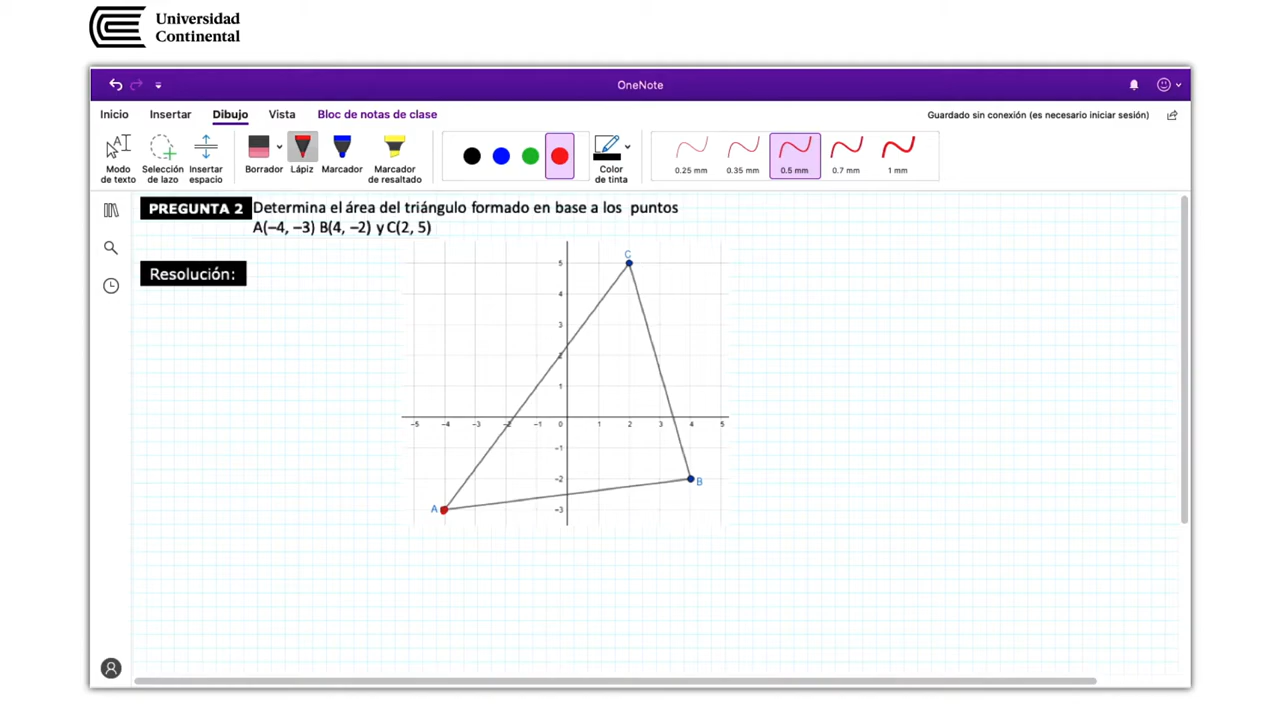 Universidad
Continental
OneNote
Inicio Insertar Dibujo Vista Bloc de notas de clase
Guardado sin conexión (es necesario iniciar sesión)
Modo de texto
Selección de lazo
Insertar espacio
Borrador
Lápiz
Marcador
Marcador de resaltado
Color de tinta
0.25 mm 0.35 mm 0.5 mm 0.7 mm 1 mm
PREGUNTA 2 Determina el área del triángulo formado en base a los puntos
A(–4, –3) B(4, –2) y C(2, 5)
Resolución:
C
5
4
3
2
1
-5 -4 -3 -2 -1 0 1 2 3 4 5
-1
-2
B
A
-3